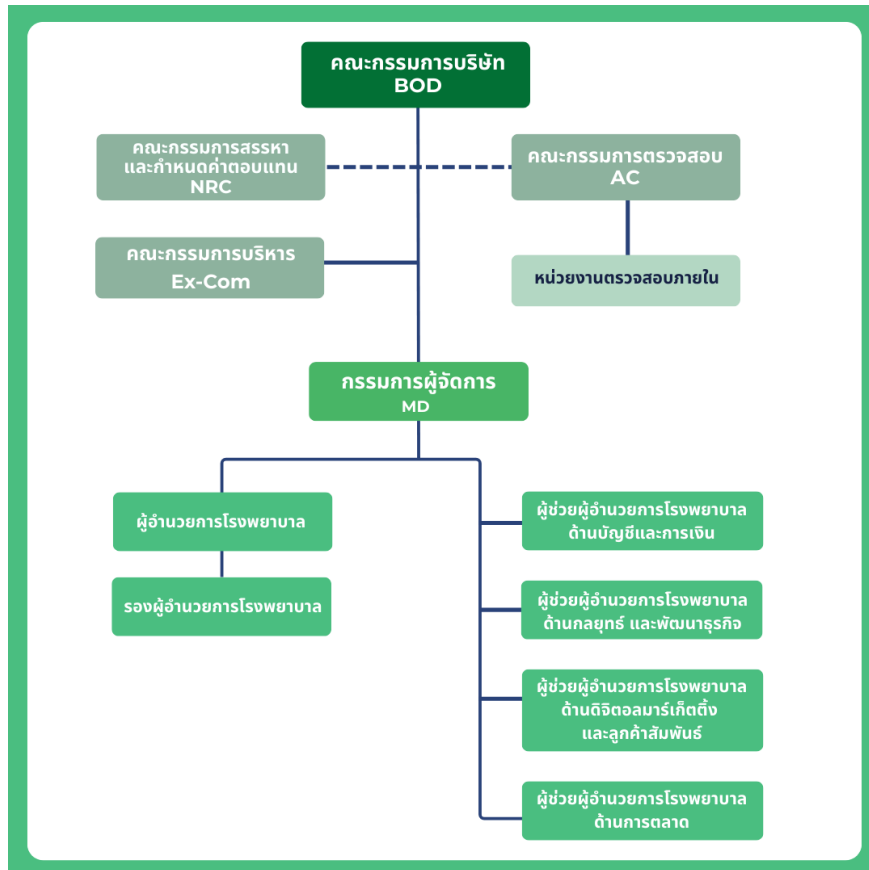 คณะกรรมการบริษัท
BOD
คณะกรรมการสรรหา
และกำหนดค่าตอบแทน
NRC
คณะกรรมการตรวจสอบ
AC
คณะกรรมการบริหาร
Ex-Com
หน่วยงานตรวจสอบภายใน
กรรมการผู้จัดการ
MD
ผู้อำนวยการโรงพยาบาล
รองผู้อำนวยการโรงพยาบาล
ผู้ช่วยผู้อำนวยการโรงพยาบาล
ด้านบัญชีและการเงิน
ผู้ช่วยผู้อำนวยการโรงพยาบาล
ด้านกลยุทธ์ และพัฒนาธุรกิจ
ผู้ช่วยผู้อำนวยการโรงพยาบาล
ด้านดิจิตอลมาร์เก็ตติ้ง
และลูกค้าสัมพันธ์
ผู้ช่วยผู้อำนวยการโรงพยาบาล
ด้านการตลาด